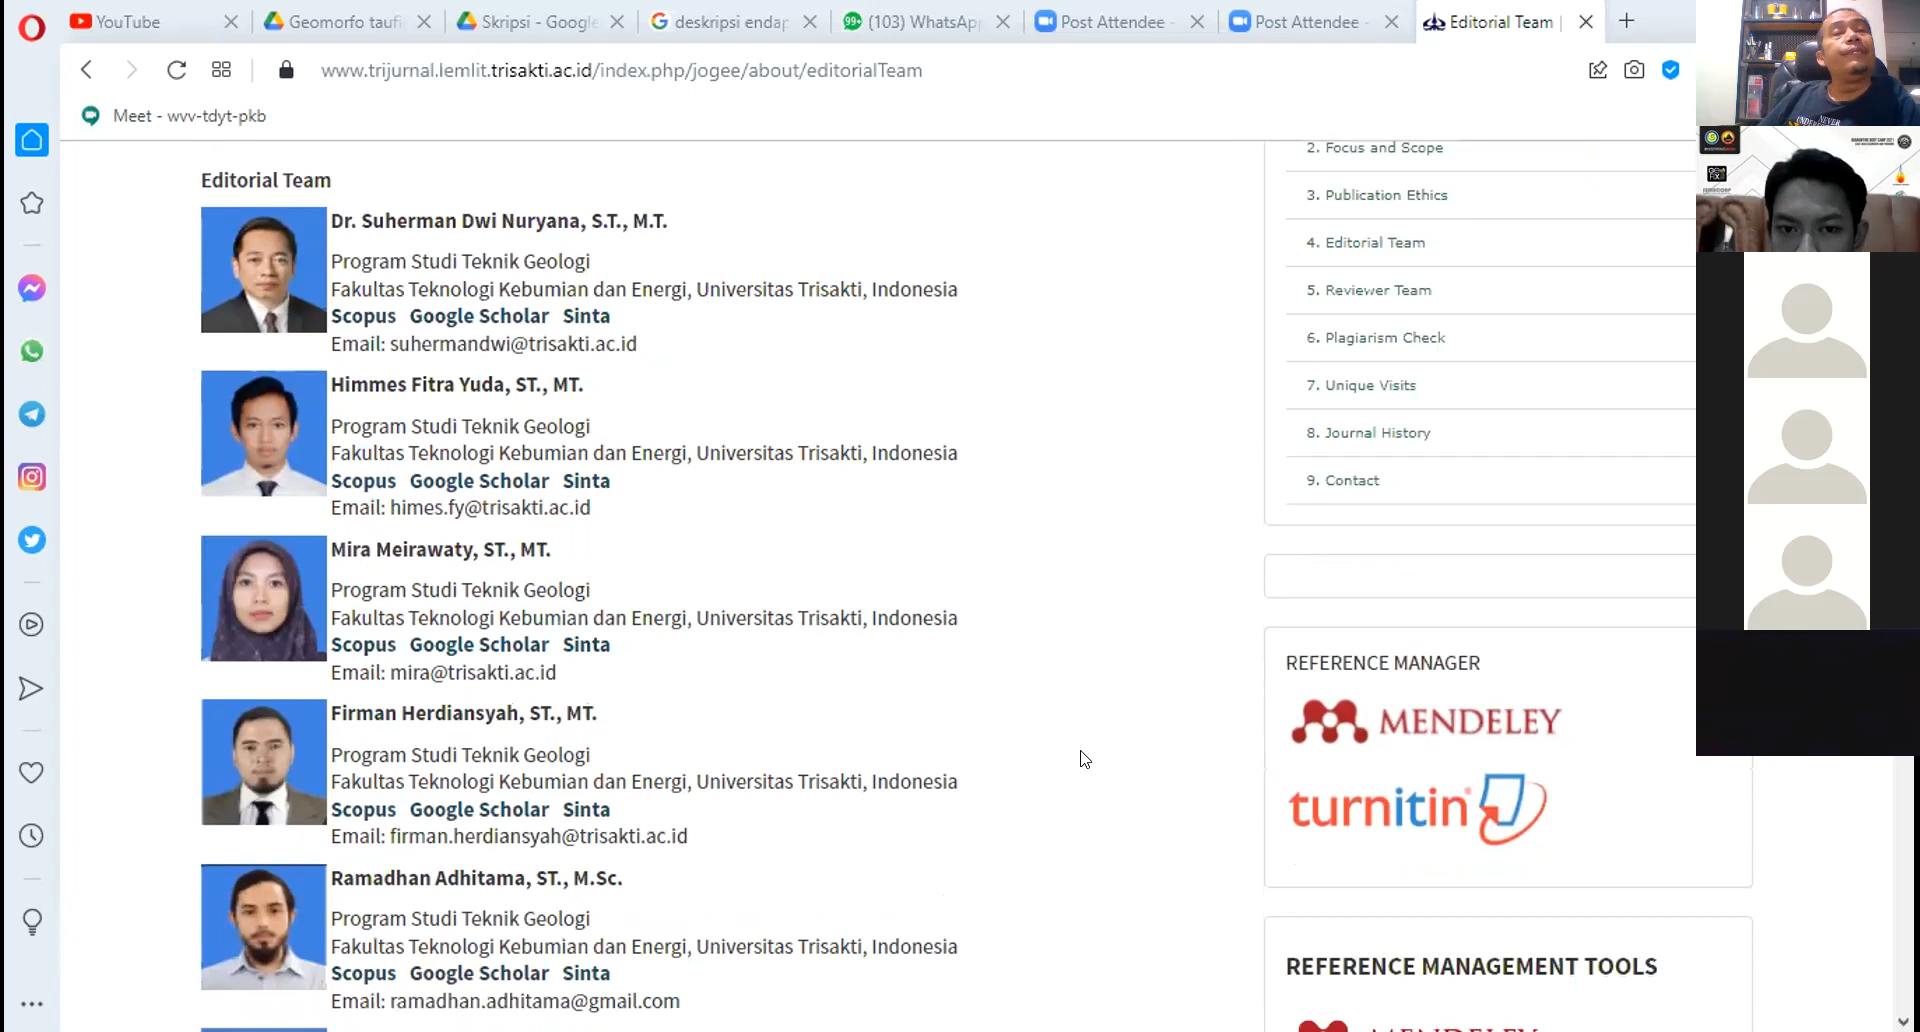 YouTube
Geomorfo taufi
Skripsi - Google
deskripsi endap
99+
(103) WhatsApp
Post Attendee -
Post Attendee -
Editorial Team |
www.trijurnal.lemlit.trisakti.ac.id/index.php/jogee/about/editorialTeam
Meet - wvv-tdyt-pkb
Editorial Team
Dr. Suherman Dwi Nuryana, S.T., M.T.
Program Studi Teknik Geologi
Fakultas Teknologi Kebumian dan Energi, Universitas Trisakti, Indonesia
Scopus Google Scholar Sinta
Email: suhermandwi@trisakti.ac.id
Himmes Fitra Yuda, ST., MT.
Program Studi Teknik Geologi
Fakultas Teknologi Kebumian dan Energi, Universitas Trisakti, Indonesia
Scopus Google Scholar Sinta
Email: himes.fy@trisakti.ac.id
Mira Meirawaty, ST., MT.
Program Studi Teknik Geologi
Fakultas Teknologi Kebumian dan Energi, Universitas Trisakti, Indonesia
Scopus Google Scholar Sinta
Email: mira@trisakti.ac.id
Firman Herdiansyah, ST., MT.
Program Studi Teknik Geologi
Fakultas Teknologi Kebumian dan Energi, Universitas Trisakti, Indonesia
Scopus Google Scholar Sinta
Email: firman.herdiansyah@trisakti.ac.id
Ramadhan Adhitama, ST., M.Sc.
Program Studi Teknik Geologi
Fakultas Teknologi Kebumian dan Energi, Universitas Trisakti, Indonesia
Scopus Google Scholar Sinta
Email: ramadhan.adhitama@gmail.com
2. Focus and Scope
3. Publication Ethics
4. Editorial Team
5. Reviewer Team
6. Plagiarism Check
7. Unique Visits
8. Journal History
9. Contact
REFERENCE MANAGER
MENDELEY
turnitin
REFERENCE MANAGEMENT TOOLS
MENDELEY
NEVER